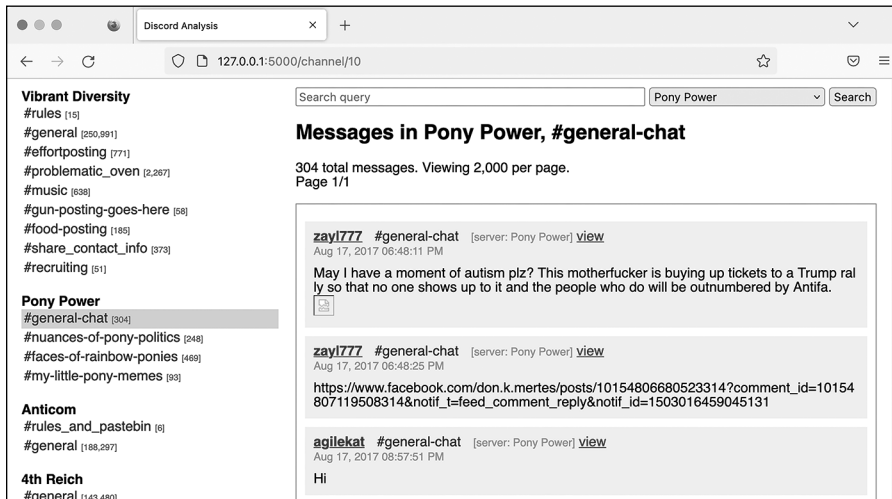 Discord Analysis
127.0.0.1:5000/channel/10
Vibrant Diversity
#rules [15]
#general [250,991]
#effortposting [771]
#problematic_oven [2,267]
#music [638]
#gun-posting-goes-here [58]
#food-posting [185]
#share_contact_info [373]
#recruiting [51]
Pony Power
#general-chat [304]
#nuances-of-pony-politics [248]
#faces-of-rainbow-ponies [469]
#my-little-pony-memes [93]
Anticom
#rules_and_pastebin [6]
#general [188,297]
4th Reich
#general [143,480]
Search query
Pony Power
Search
Messages in Pony Power, #general-chat
304 total messages. Viewing 2,000 per page.
Page 1/1
zayl777 #general-chat [server: Pony Power] view
Aug 17, 2017 06:48:11 PM
May I have a moment of autism plz? This motherfucker is buying up tickets to a Trump ral
ly so that no one shows up to it and the people who do will be outnumbered by Antifa.
zayl777 #general-chat [server: Pony Power] view
Aug 17, 2017 06:48:25 PM
https://www.facebook.com/don.k.mertes/posts/10154806680523314?comment_id=10154
807119508314&notif_t=feed_comment_reply&notif_id=1503016459045131
agilekat #general-chat [server: Pony Power] view
Aug 17, 2017 08:57:51 PM
Hi